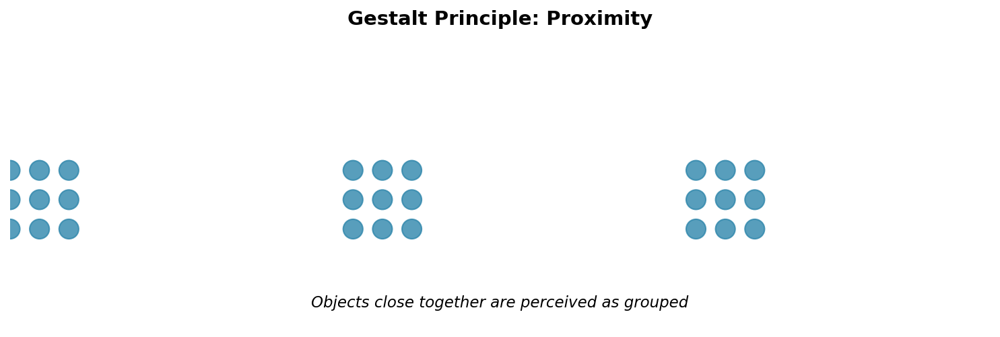 Gestalt Principle: Proximity
Objects close together are perceived as grouped